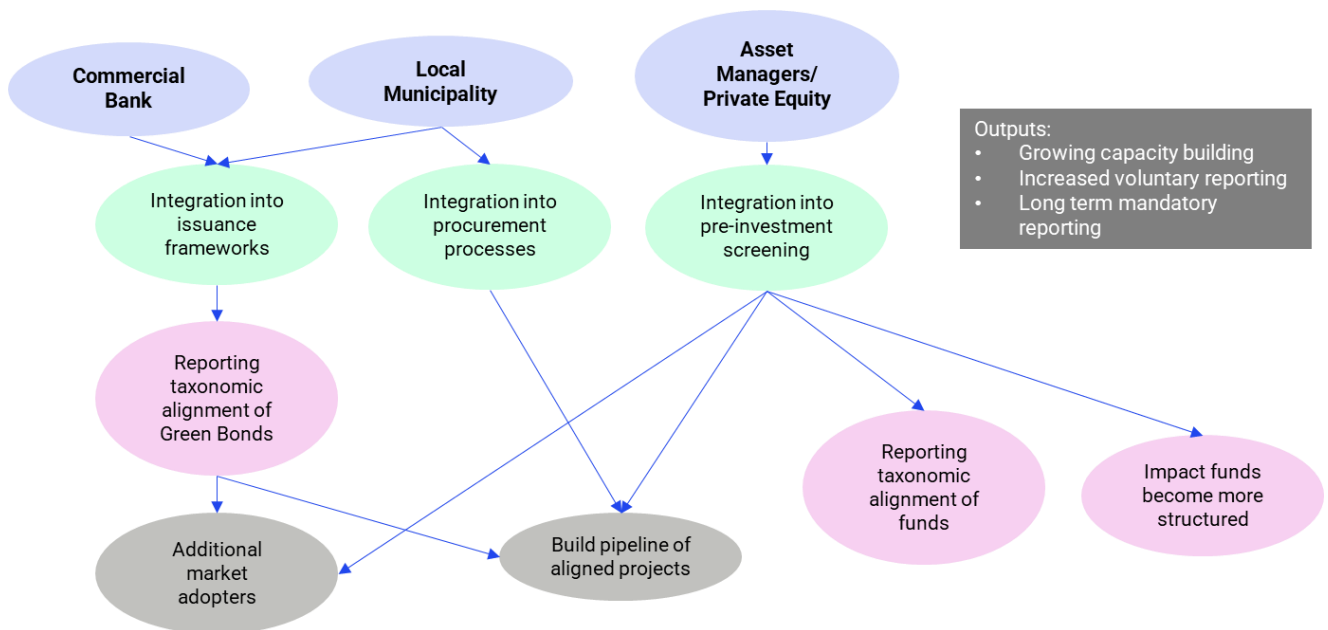 Commercial
Bank
Local
Municipality
Asset
Managers/
Private Equity
Outputs:
• Growing capacity building
• Increased voluntary reporting
• Long term mandatory
reporting
Integration into
issuance
frameworks
Integration into
procurement
processes
Integration into
pre-investment
screening
Reporting
taxonomic
alignment of
Green Bonds
Reporting
taxonomic
alignment of
funds
Impact funds
become more
structured
Additional
market
adopters
Build pipeline of
aligned projects